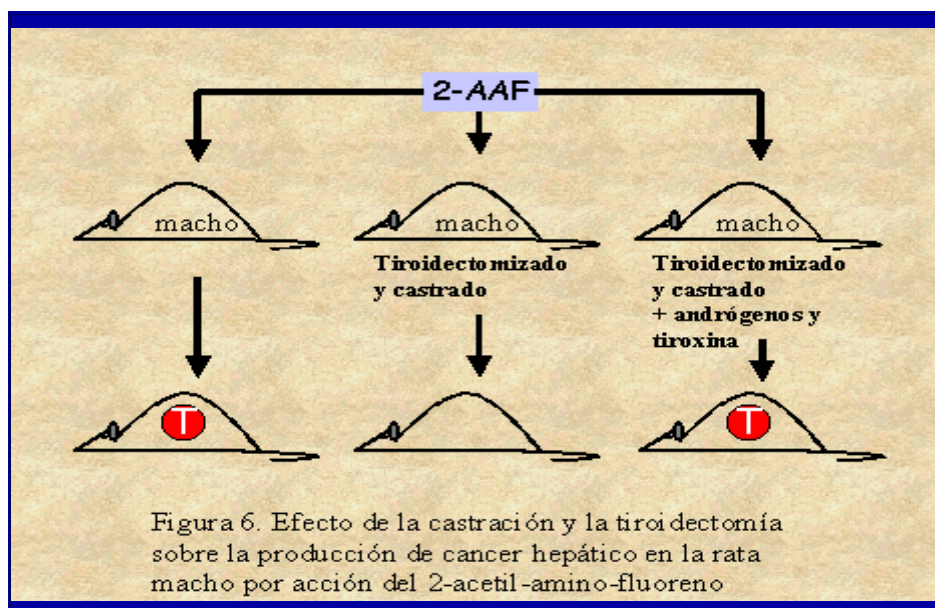 2-AAF
macho
macho
macho
Tiroidectomizado
y castrado
Tiroidectomizado
y castrado
+ andrógenos y
tiroxina
T
T
Figura 6. Efecto de la castración y la tiroidectomía
sobre la producción de cancer hepático en la rata
macho por acción del 2-acetil-amino-fluoreno